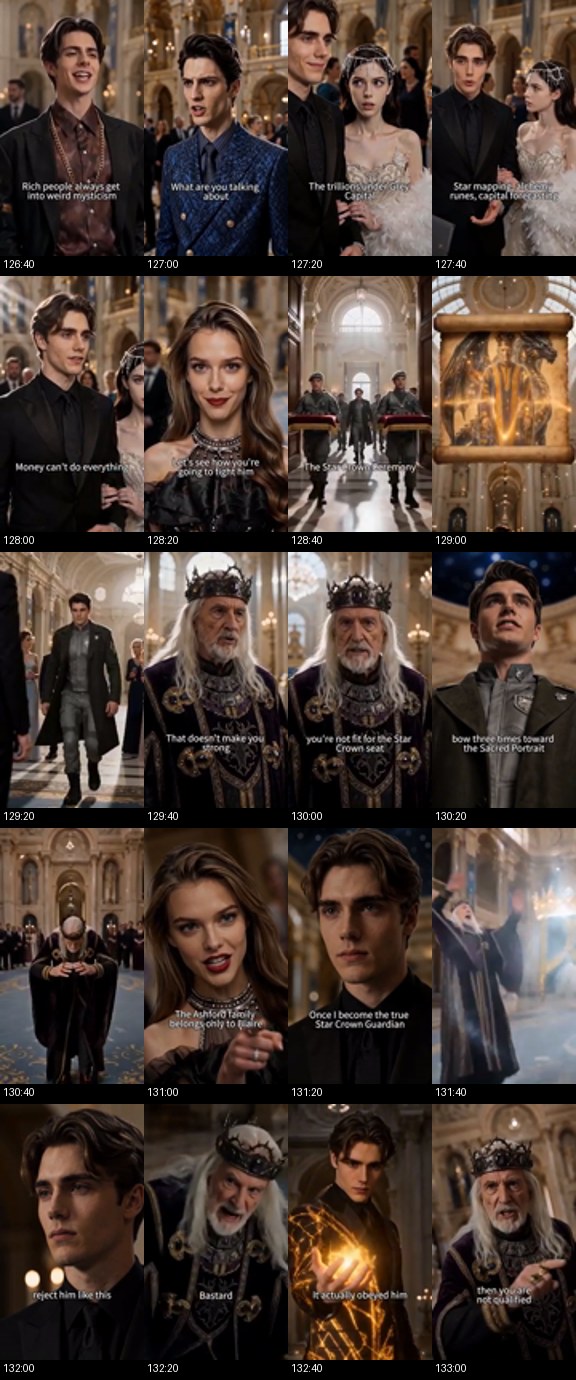 Rich people always get
into weird mysticism
126:40
What are you talking
about
127:00
The trillions under Grey
Capital
127:20
Star mapping, alchemy,
runes, capital forecasting
127:40
Money can't do everything
128:00
Let's see how you're
going to fight him
128:20
The Star Crown Ceremony
128:40
129:00
129:20
That doesn't make you
strong
129:40
you're not fit for the Star
Crown seat
130:00
bow three times toward
the Sacred Portrait
130:20
130:40
The Ashford family
belongs only to Blaire
131:00
Once I become the true
Star Crown Guardian
131:20
131:40
reject him like this
132:00
Bastard
132:20
It actually obeyed him
132:40
then you are
not qualified
133:00